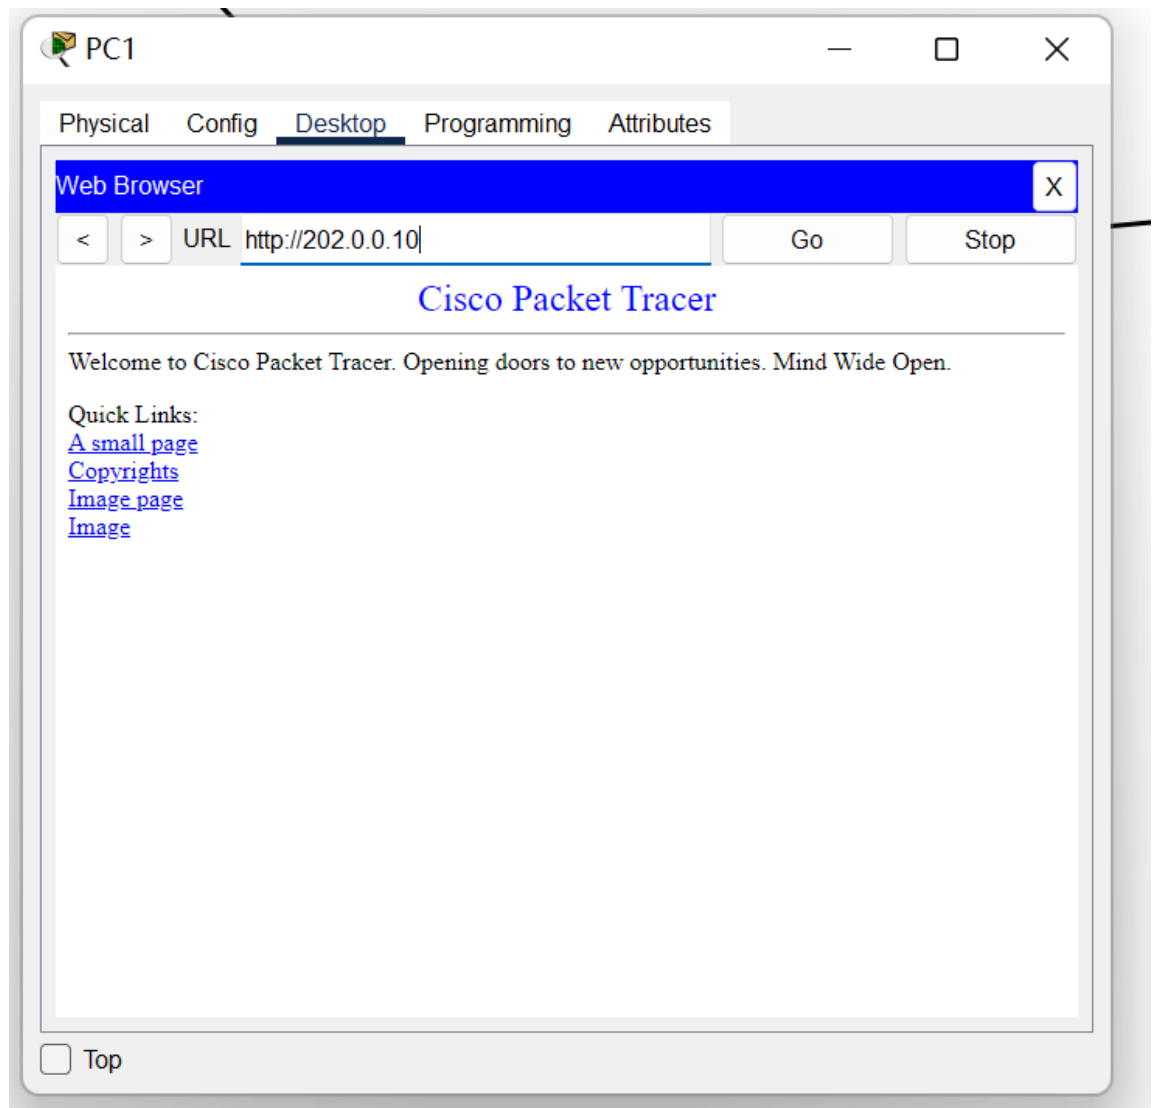 PC1
Physical Config Desktop Programming Attributes
Web Browser X
< > URL http://202.0.0.10 Go Stop
Cisco Packet Tracer
Welcome to Cisco Packet Tracer. Opening doors to new opportunities. Mind Wide Open.
Quick Links:
A small page
Copyrights
Image page
Image
Top